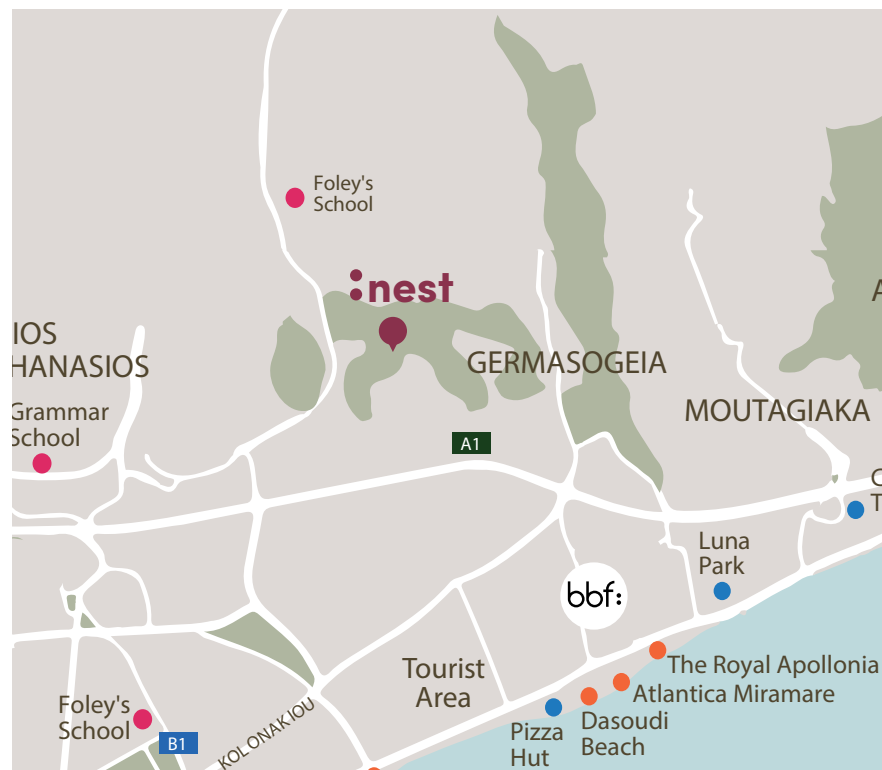 Foley's
School
:nest
IOS
HANASIOS
GERMASOGEIA
Grammar
School
MOUTAGIAKA
A
A1
C
T
Luna
Park
bbf:
The Royal Apollonia
Tourist
Area
Atlantica Miramare
Foley's
School
Dasoudi
Beach
Pizza
Hut
KOLONAKIOU
B1